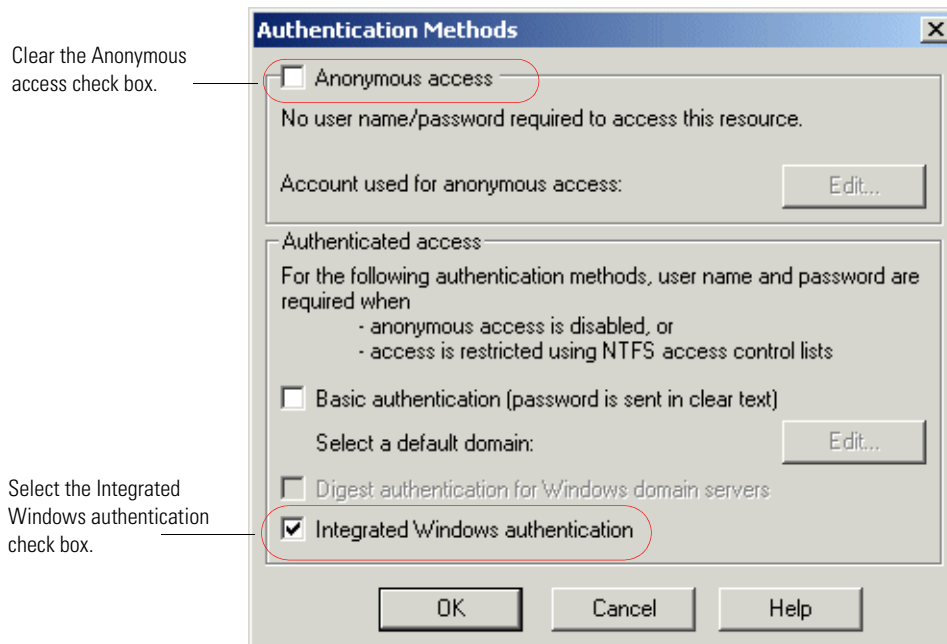 Authentication Methods
Clear the Anonymous
access check box.
Anonymous access
No user name/password required to access this resource.
Account used for anonymous access:
Edit...
Authenticated access
For the following authentication methods, user name and password are
required when
- anonymous access is disabled, or
- access is restricted using NTFS access control lists
Basic authentication (password is sent in clear text)
Select a default domain:
Edit...
Digest authentication for Windows domain servers
Select the Integrated
Windows authentication
check box.
Integrated Windows authentication
OK
Cancel
Help